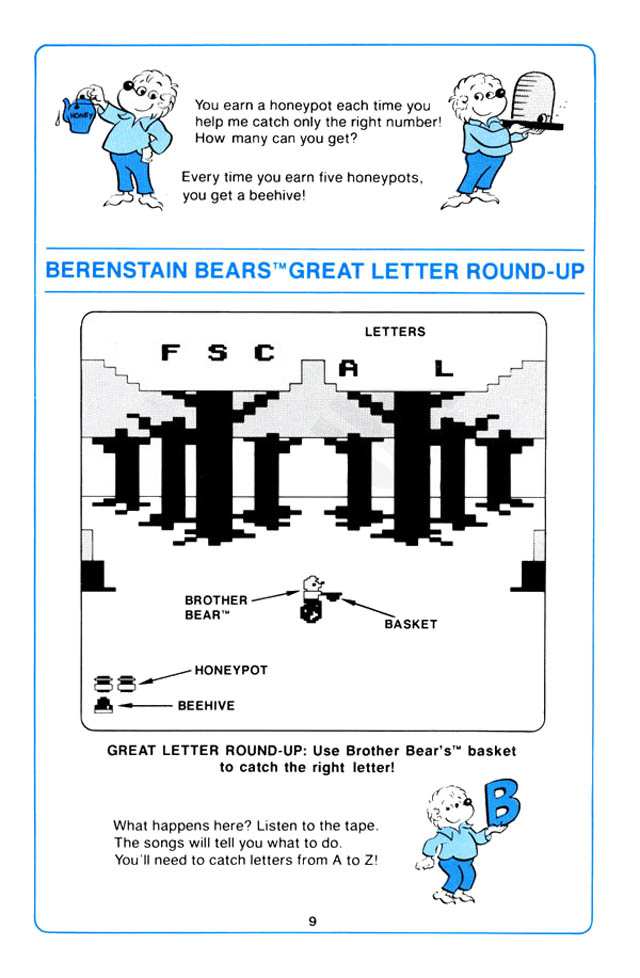 HONEY
You earn a honeypot each time you
help me catch only the right number!
How many can you get?
Every time you earn five honeypots,
you get a beehive!
BERENSTAIN BEARS™ GREAT LETTER ROUND-UP
LETTERS
F S C A L
BROTHER
BEAR™
BASKET
HONEYPOT
BEEHIVE
GREAT LETTER ROUND-UP: Use Brother Bear's™ basket
to catch the right letter!
B
What happens here? Listen to the tape.
The songs will tell you what to do.
You'll need to catch letters from A to Z!
9